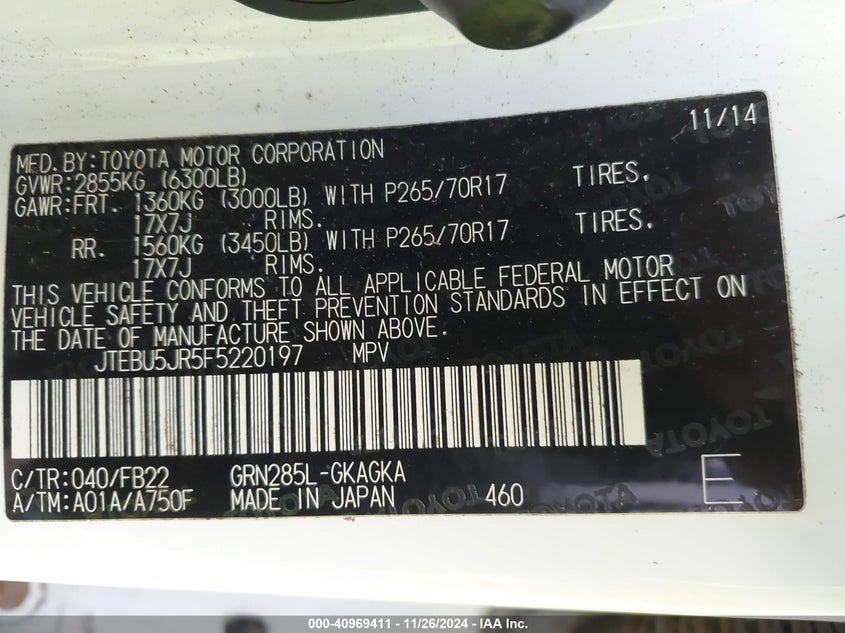 11/14
MFD. BY: TOYOTA MOTOR CORPORATION
GVWR: 2855KG (6300LB)
GAWR: FRT. 1360KG (3000LB) WITH P265/70R17 TIRES.
17X7J RIMS.
RR. 1560KG (3450LB) WITH P265/70R17 TIRES.
17X7J RIMS.
THIS VEHICLE CONFORMS TO ALL APPLICABLE FEDERAL MOTOR
VEHICLE SAFETY AND THEFT PREVENTION STANDARDS IN EFFECT ON
THE DATE OF MANUFACTURE SHOWN ABOVE.
JTEBU5JR5F5220197 MPV
C/TR: 040/FB22 GRN285L-GKAGKA
A/TM: A01A/A750F MADE IN JAPAN 460 E
TOYOTA TOYOTA
000-40969411 - 11/26/2024 - IAA Inc.